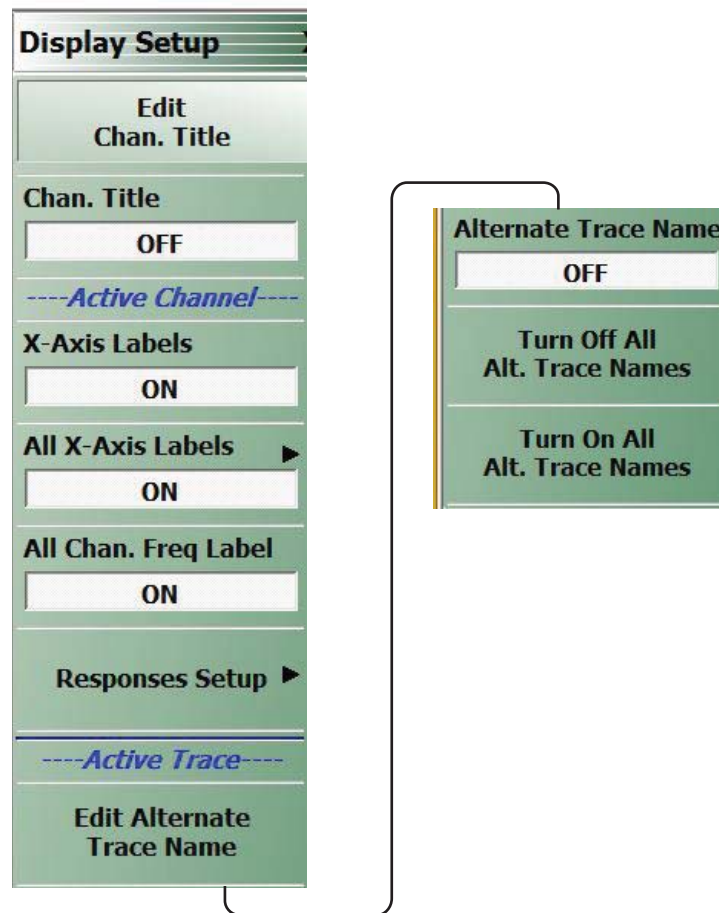 Display Setup
Edit
Chan. Title
Chan. Title
OFF
----Active Channel----
X-Axis Labels
ON
All X-Axis Labels
ON
All Chan. Freq Label
ON
Responses Setup
----Active Trace----
Edit Alternate
Trace Name
Alternate Trace Name
OFF
Turn Off All
Alt. Trace Names
Turn On All
Alt. Trace Names